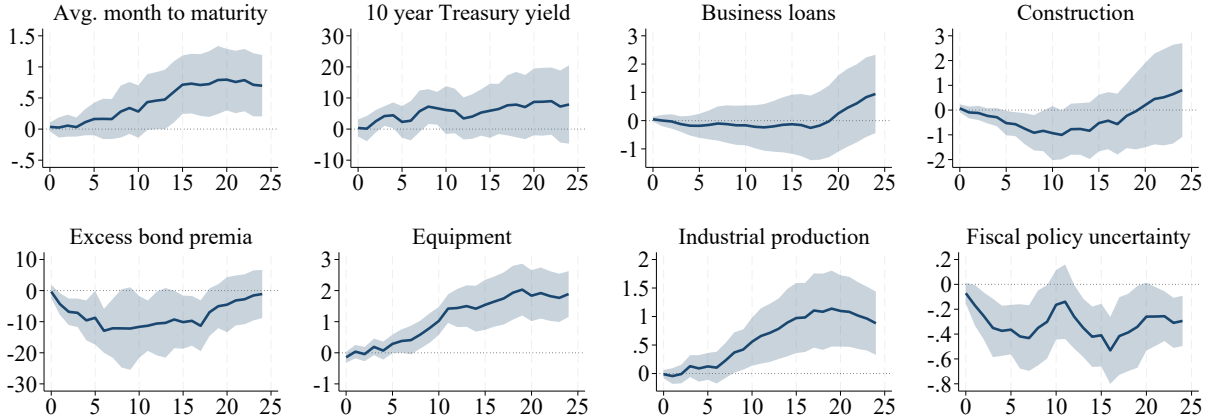 Avg. month to maturity
1.5
1
.5
0
-.5
0 5 10 15 20 25
10 year Treasury yield
30
20
10
0
-10
0 5 10 15 20 25
Business loans
3
2
1
0
-1
0 5 10 15 20 25
Construction
3
2
1
0
-1
-2
0 5 10 15 20 25
Excess bond premia
10
0
-10
-20
-30
0 5 10 15 20 25
Equipment
3
2
1
0
-1
0 5 10 15 20 25
Industrial production
2
1.5
1
.5
0
0 5 10 15 20 25
Fiscal policy uncertainty
.2
0
-.2
-.4
-.6
-.8
0 5 10 15 20 25